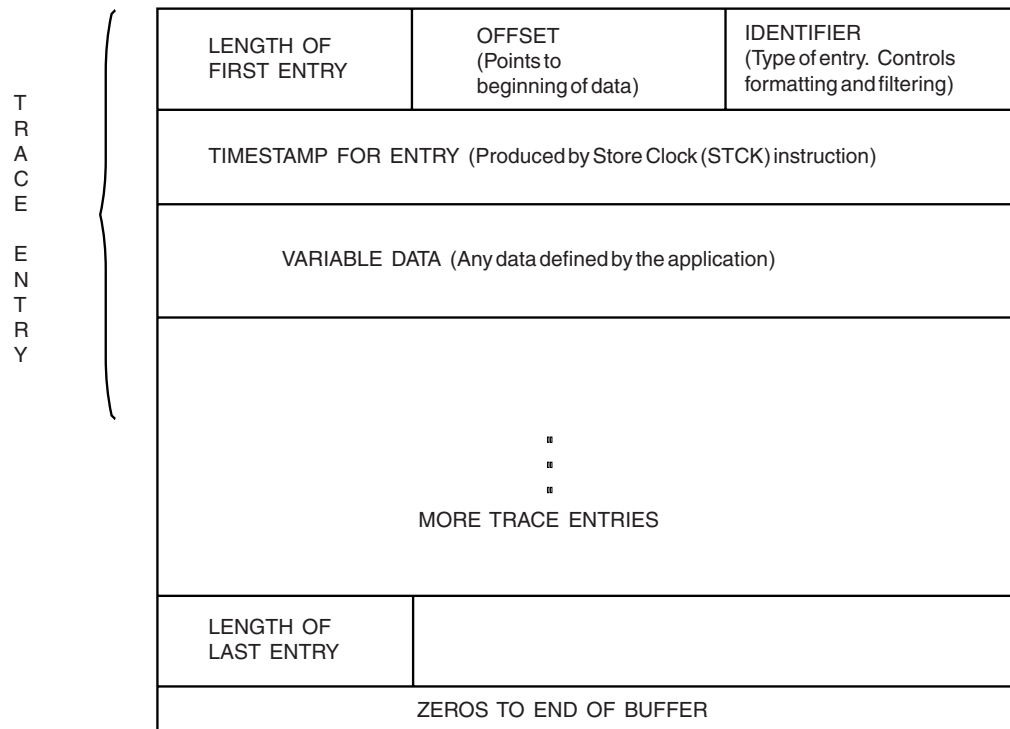 LENGTH OF
FIRST ENTRY
OFFSET
(Points to
beginning of data)
IDENTIFIER
(Type of entry. Controls
formatting and filtering)
TRACE ENTRY
TIMESTAMP FOR ENTRY (Produced by Store Clock (STCK) instruction)
VARIABLE DATA (Any data defined by the application)
MORE TRACE ENTRIES
LENGTH OF
LAST ENTRY
ZEROS TO END OF BUFFER